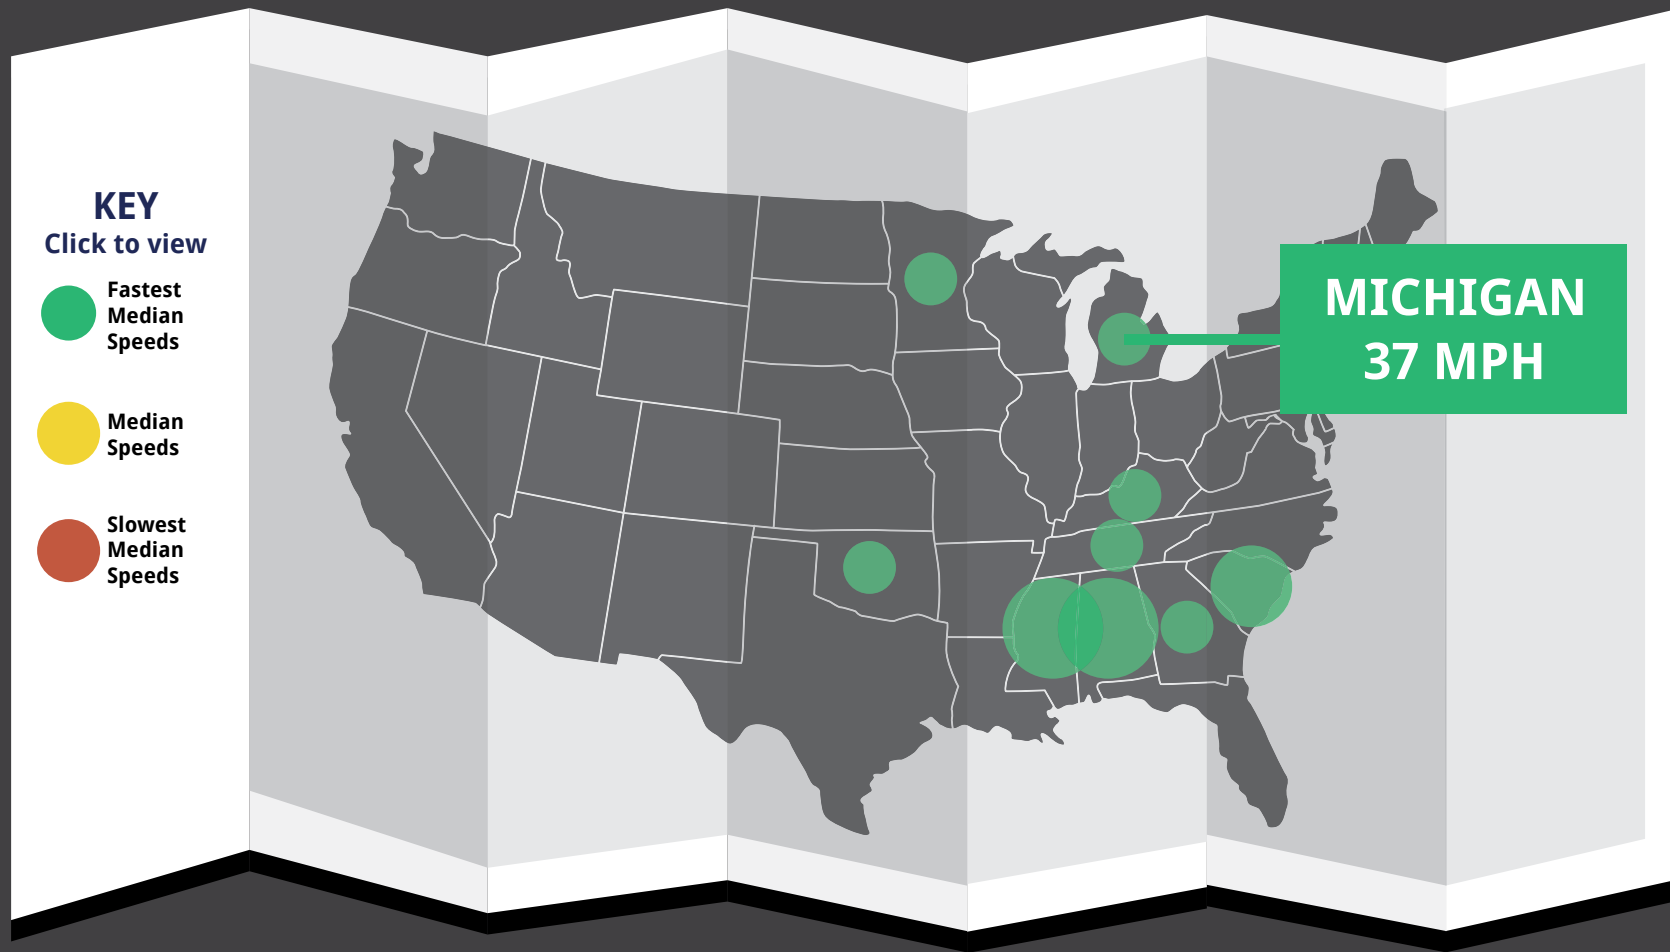 KEY
Click to view
Fastest
Median
Speeds
Median
Speeds
Slowest
Median
Speeds
MICHIGAN
37 MPH